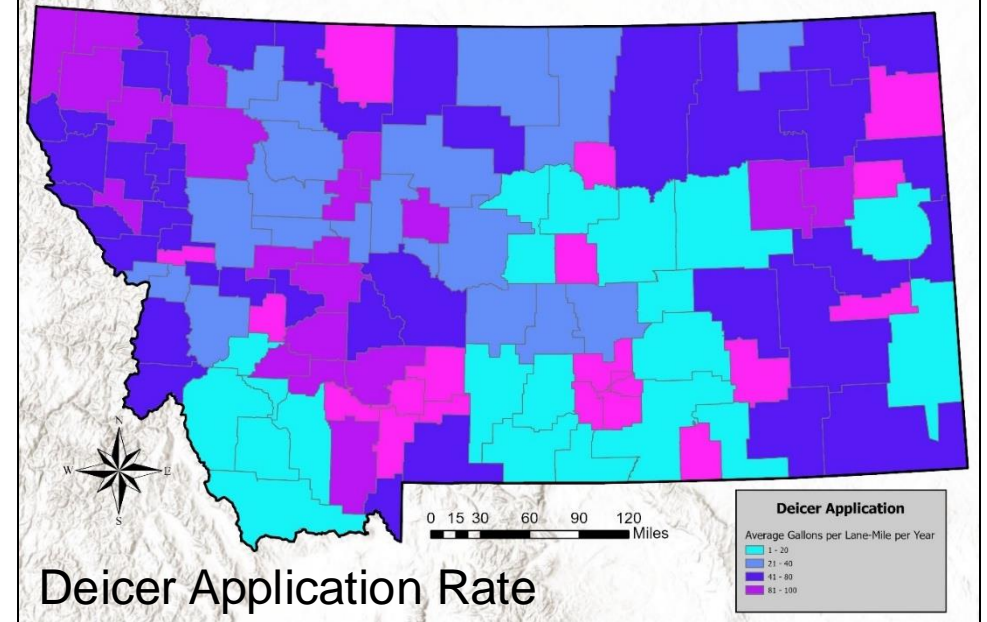 N
W E
S
0 15 30 60 90 120
Miles
Deicer Application
Average Gallons per Lane-Mile per Year
1 - 20
21 - 40
41 - 80
81 - 100
Deicer Application Rate